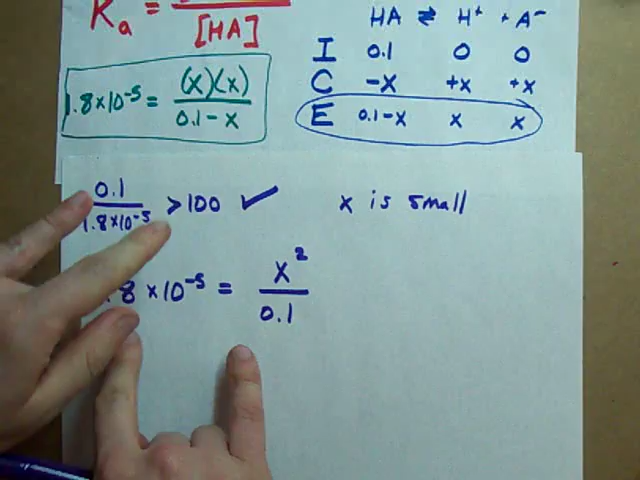 Ka = 
[HA]
HA ⇌ H⁺ + A⁻
I 0.1 0 0
C -x +x +x
E 0.1-x x x
1.8×10⁻⁵ = (x)(x) / 0.1-x
0.1 / 1.8×10⁻⁵ > 100 ✓ x is small
.8 ×10⁻⁵ = x² / 0.1